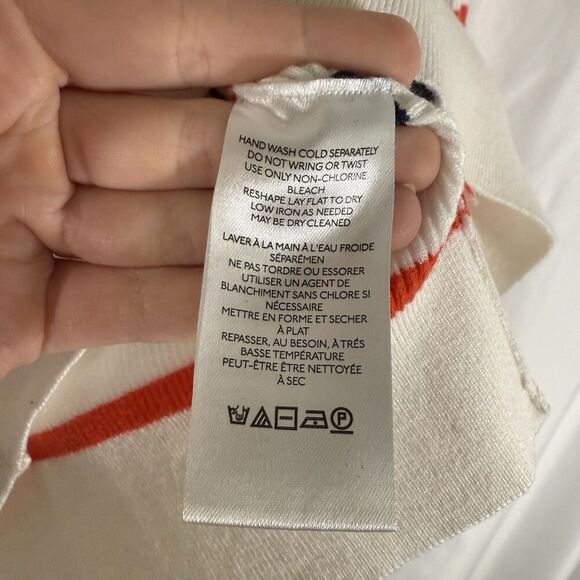 HAND WASH COLD SEPARATELY
DO NOT WRING OR TWIST
USE ONLY NON-CHLORINE
BLEACH
RESHAPE LAY FLAT TO DRY
LOW IRON AS NEEDED
MAY BE DRY CLEANED
LAVER À LA MAIN À L'EAU FROIDE
SÉPARÉMEN
NE PAS TORDRE OU ESSORER
UTILISER UN AGENT DE
BLANCHIMENT SANS CHLORE SI
NÉCESSAIRE
METTRE EN FORME ET SECHER
À PLAT
REPASSER, AU BESOIN, À TRÉS
BASSE TEMPÉRATURE
PEUT-ÊTRE ÊTRE NETTOYÉE
À SEC
P